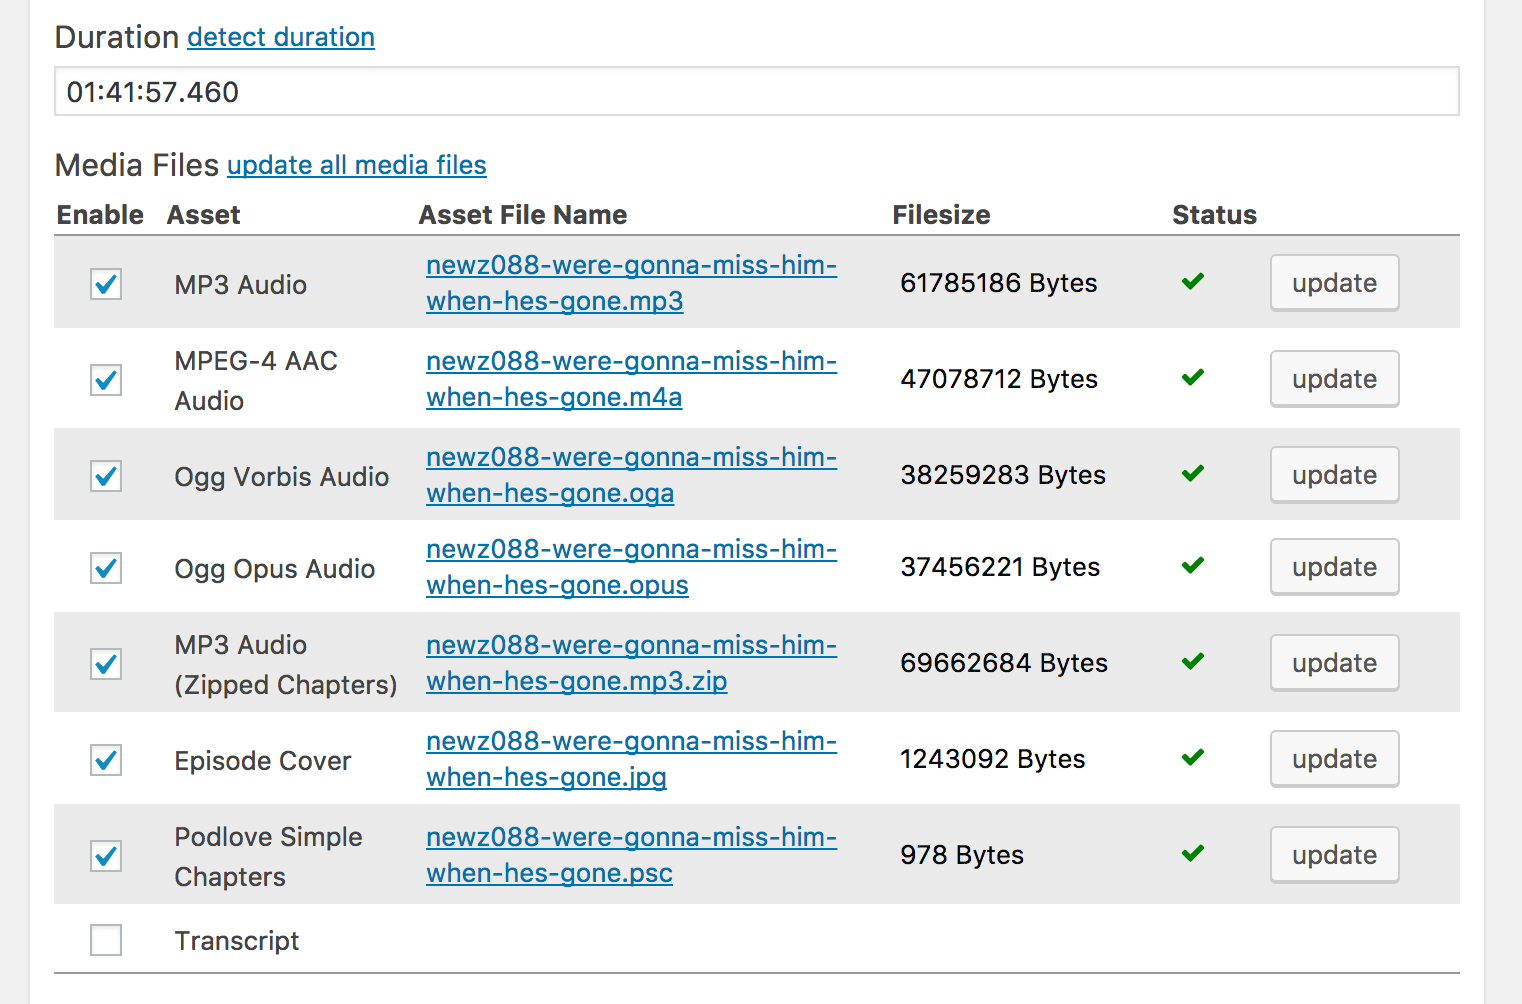 Duration detect duration
01:41:57.460
Media Files update all media files
Enable Asset Asset File Name Filesize Status
MP3 Audio newz088-were-gonna-miss-him- 61785186 Bytes update
when-hes-gone.mp3
MPEG-4 AAC newz088-were-gonna-miss-him- 47078712 Bytes update
Audio when-hes-gone.m4a
Ogg Vorbis Audio newz088-were-gonna-miss-him- 38259283 Bytes update
when-hes-gone.oga
Ogg Opus Audio newz088-were-gonna-miss-him- 37456221 Bytes update
when-hes-gone.opus
MP3 Audio newz088-were-gonna-miss-him- 69662684 Bytes update
(Zipped Chapters) when-hes-gone.mp3.zip
Episode Cover newz088-were-gonna-miss-him- 1243092 Bytes update
when-hes-gone.jpg
Podlove Simple newz088-were-gonna-miss-him- 978 Bytes update
Chapters when-hes-gone.psc
Transcript